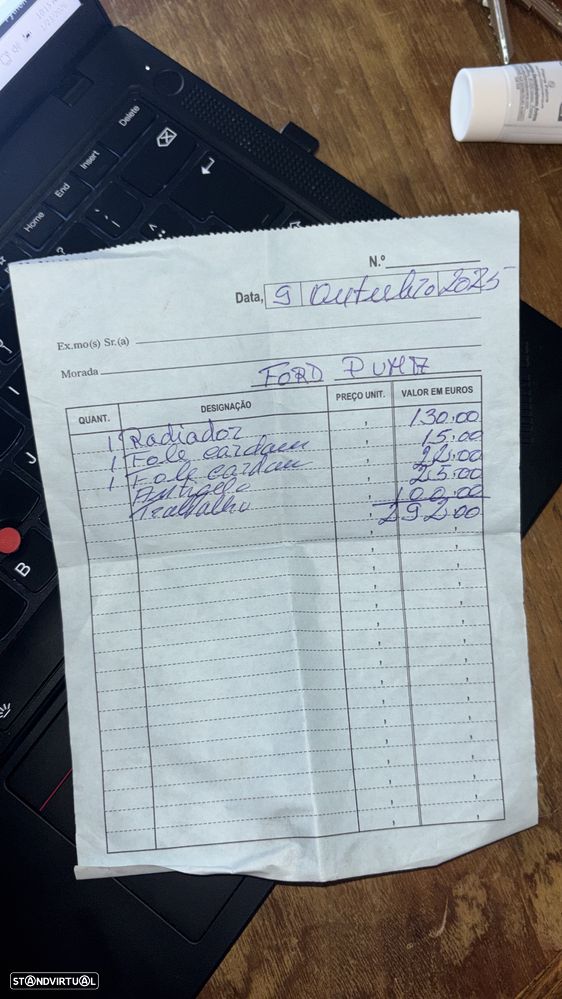 Delete
Insert
End
Home
N.º
Data, 9 Outubro 2025
Ex.mo(s) Sr.(a)
Morada
FORD PUMA
QUANT. DESIGNAÇÃO PREÇO UNIT. VALOR EM EUROS
1 Radiador 130,00
1 Fole cardam 15,00
1 Fole cardam 22,00
Anticgelo 25,00
Trabalho 100,00
292,00
J
B
STANDVIRTUAL